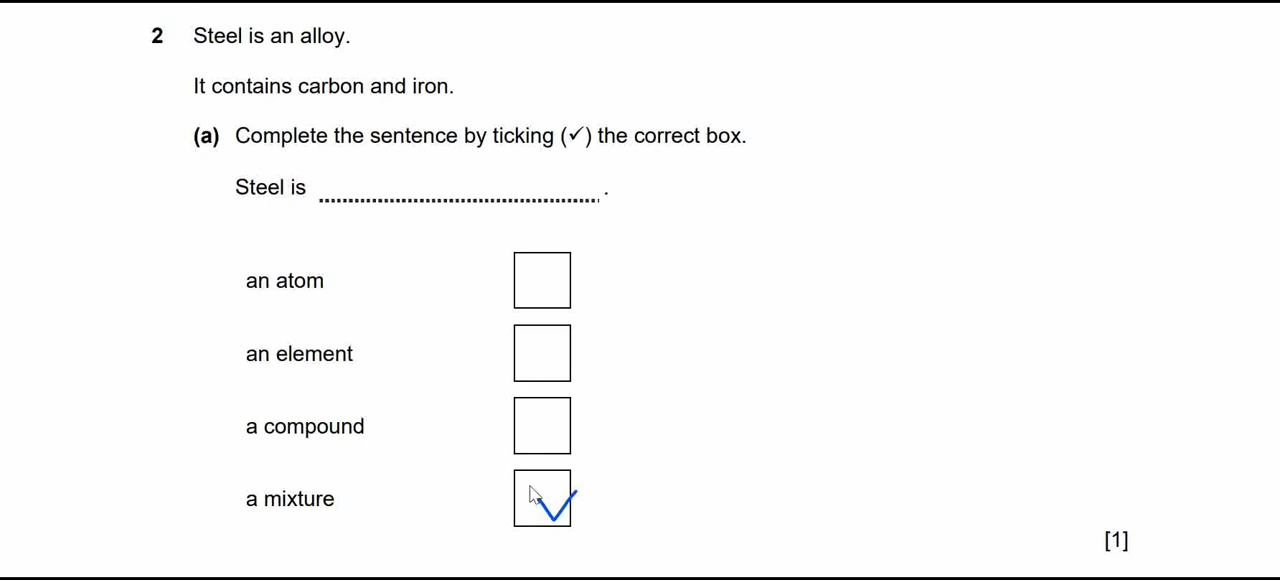 2 Steel is an alloy.
It contains carbon and iron.
(a) Complete the sentence by ticking (✓) the correct box.
Steel is ................................................ .
an atom
an element
a compound
a mixture ✓
[1]